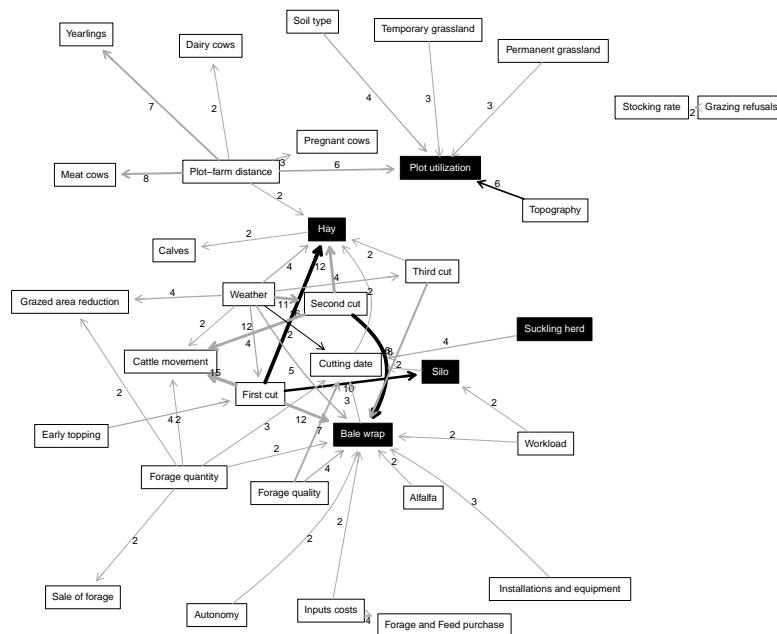 Soil type
Temporary grassland
Yearlings
Dairy cows
Permanent grassland
4
3
3
7
2
Stocking rate
2
Grazing refusals
Pregnant cows
3
6
Plot utilization
Meat cows
8
Plot−farm distance
6
Topography
2
Hay
2
Calves
2
4
12
4
Third cut
Weather
Grazed area reduction
4
11
Second cut
2
2
12
2
Suckling herd
4
4
Cattle movement
15
5
Cutting date
2
Silo
10
First cut
3
12
Early topping
4
2
7
Bale wrap
2
2
3
2
2
Workload
Forage quantity
4
2
Forage quality
Alfalfa
3
2
2
2
Sale of forage
Autonomy
Inputs costs
4
Forage and Feed purchase
Installations and equipment